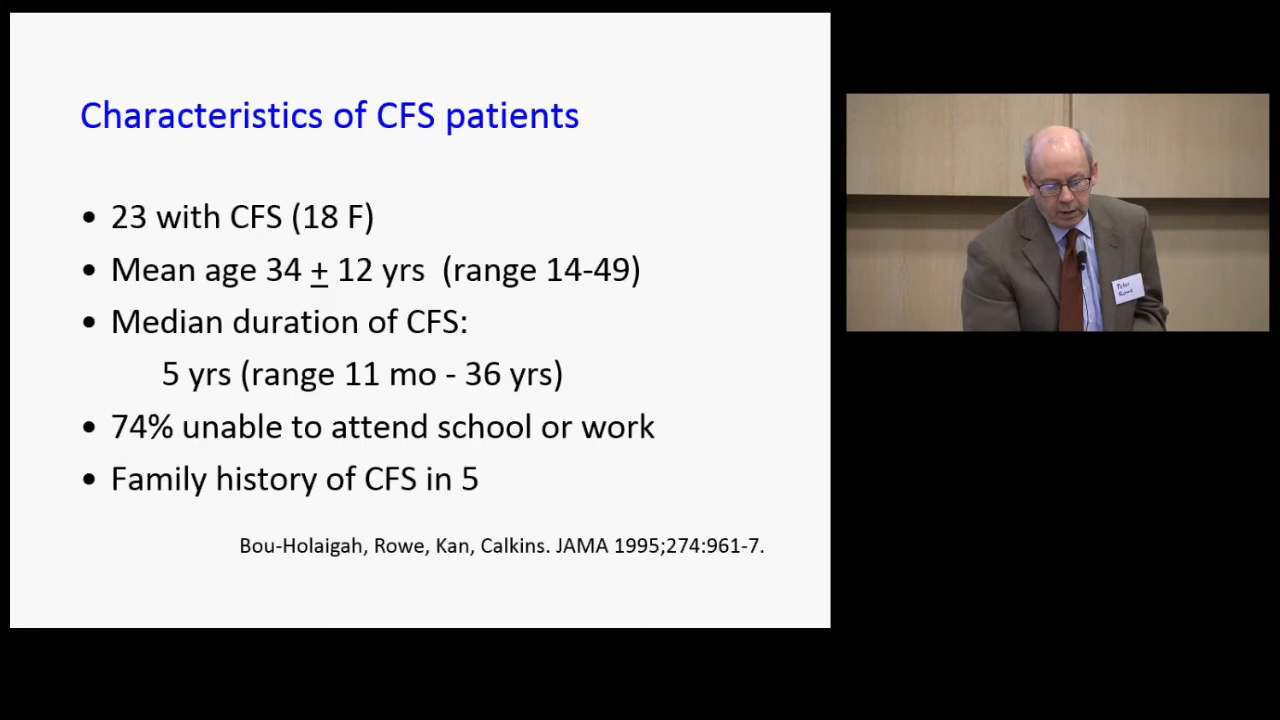 Characteristics of CFS patients
• 23 with CFS (18 F)
• Mean age 34 ± 12 yrs (range 14-49)
• Median duration of CFS:
5 yrs (range 11 mo - 36 yrs)
• 74% unable to attend school or work
• Family history of CFS in 5
Bou-Holaigah, Rowe, Kan, Calkins. JAMA 1995;274:961-7.
Peter
Rowe